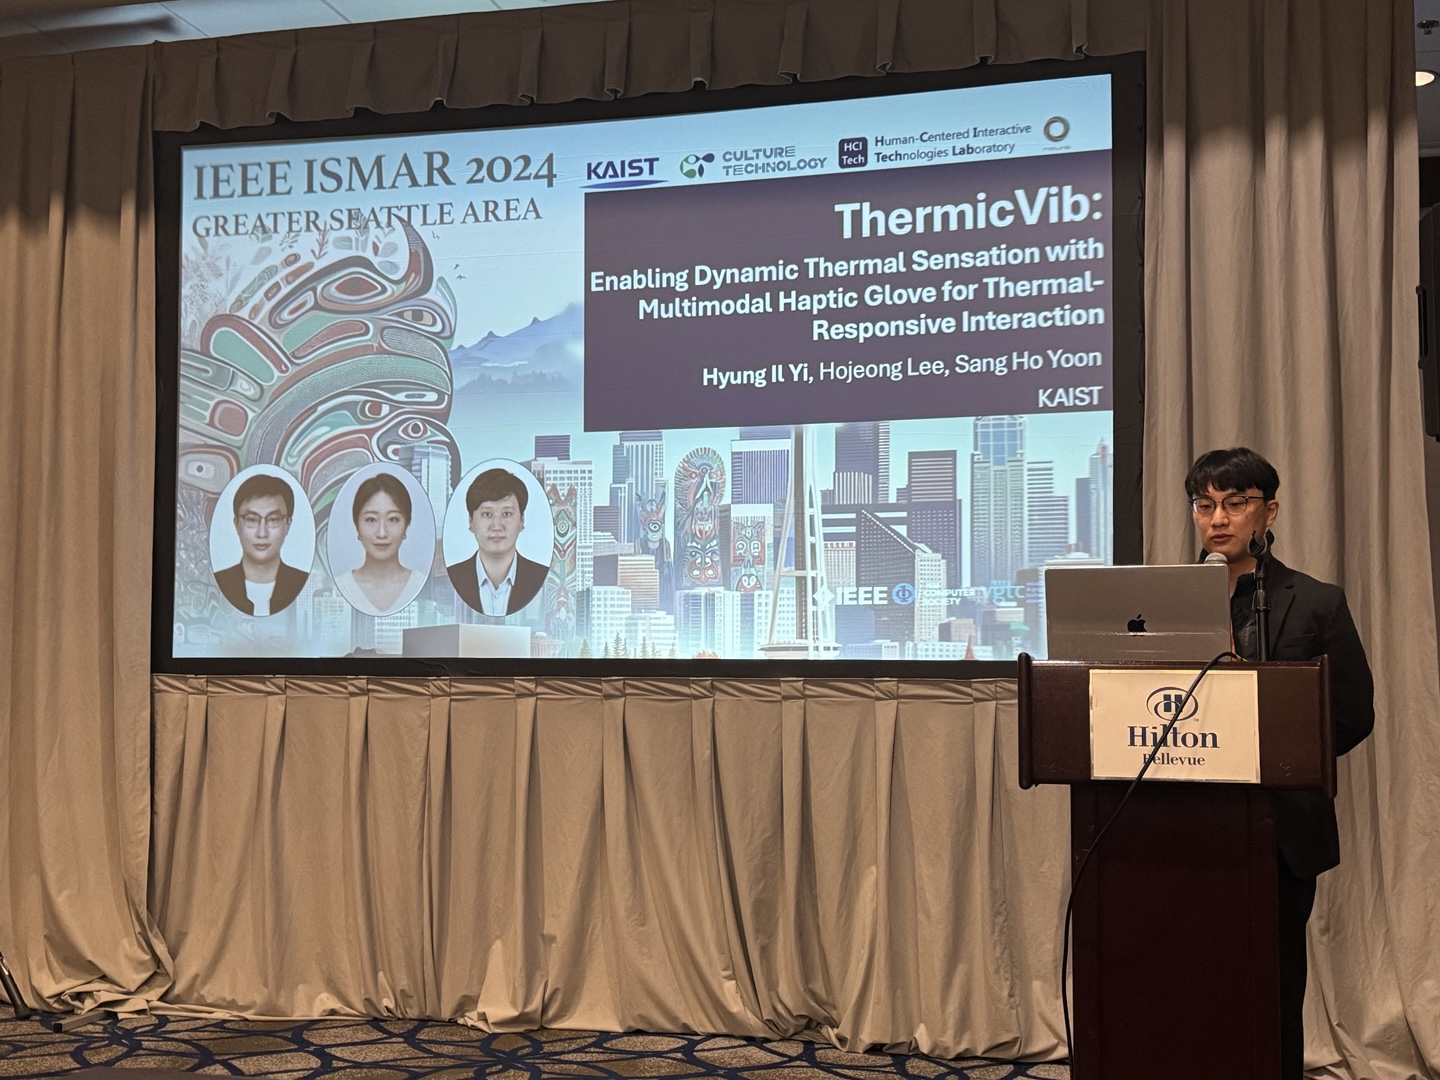 IEEE ISMAR 2024
GREATER SEATTLE AREA
KAIST
CULTURE
TECHNOLOGY
HCI
Tech
Human-Centered Interactive
Technologies Laboratory
ThermicVib:
Enabling Dynamic Thermal Sensation with
Multimodal Haptic Glove for Thermal-
Responsive Interaction
Hyung Il Yi, Hojeong Lee, Sang Ho Yoon
KAIST
IEEE
COMPUTER
SOCIETY
vgtc
H
Hilton
Bellevue